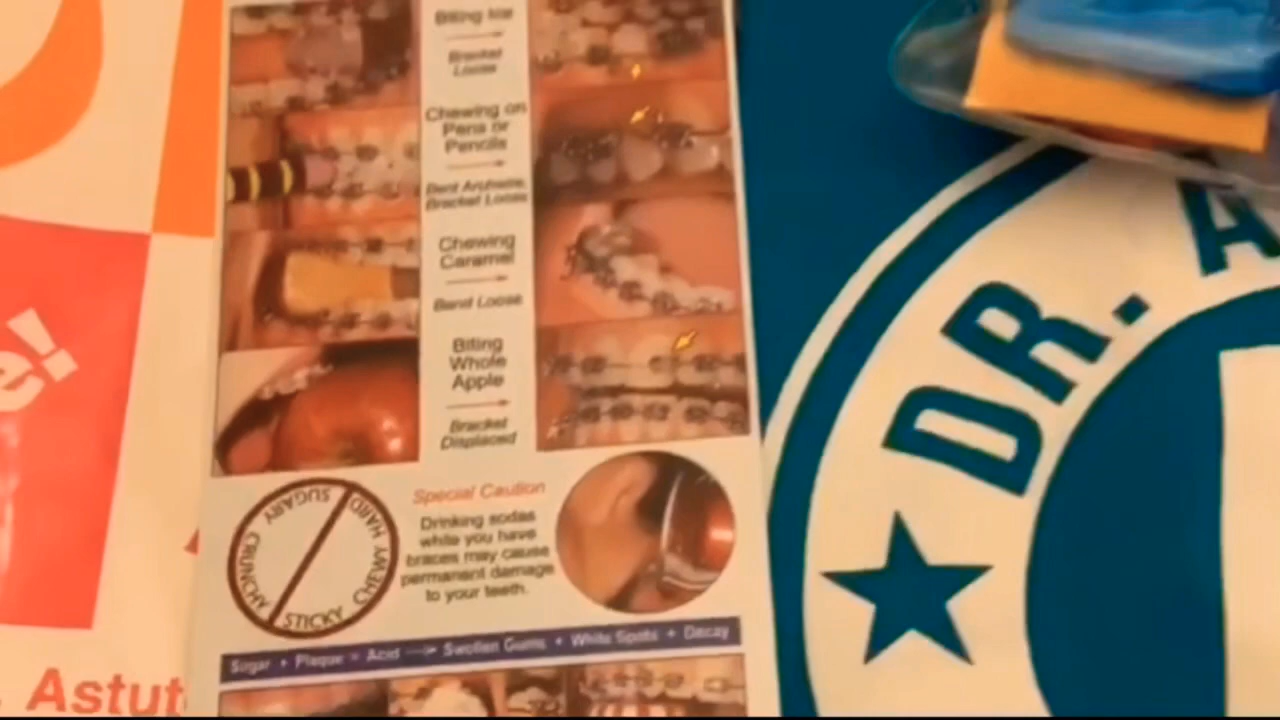 Biting Ice
Bracket
Loose
Chewing on
Pens or
Pencils
Bent Archwire,
Bracket Loose
Chewing
Caramel
Band Loose
Biting
Whole
Apple
Bracket
Displaced
SUGARY HARD CHEWY STICKY CRUNCHY
Special Caution
Drinking sodas
while you have
braces may cause
permanent damage
to your teeth.
Sugar + Plaque = Acid → Swollen Gums + White Spots + Decay
e!
Astut
DR. A